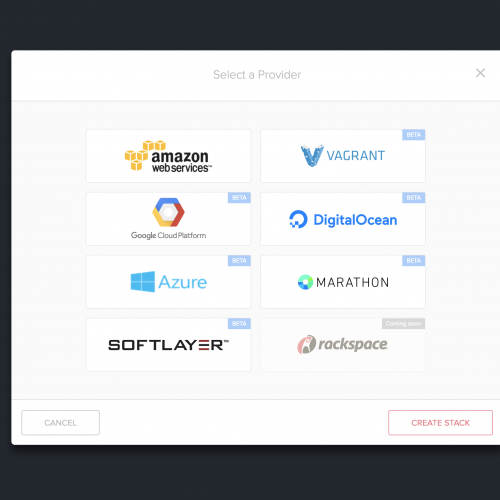 Select a Provider
amazon
web services™
BETA
VAGRANT
BETA
Google Cloud Platform
BETA
DigitalOcean
BETA
Azure
BETA
MARATHON
BETA
SOFTLAYER™
Coming soon
rackspace
CANCEL
CREATE STACK